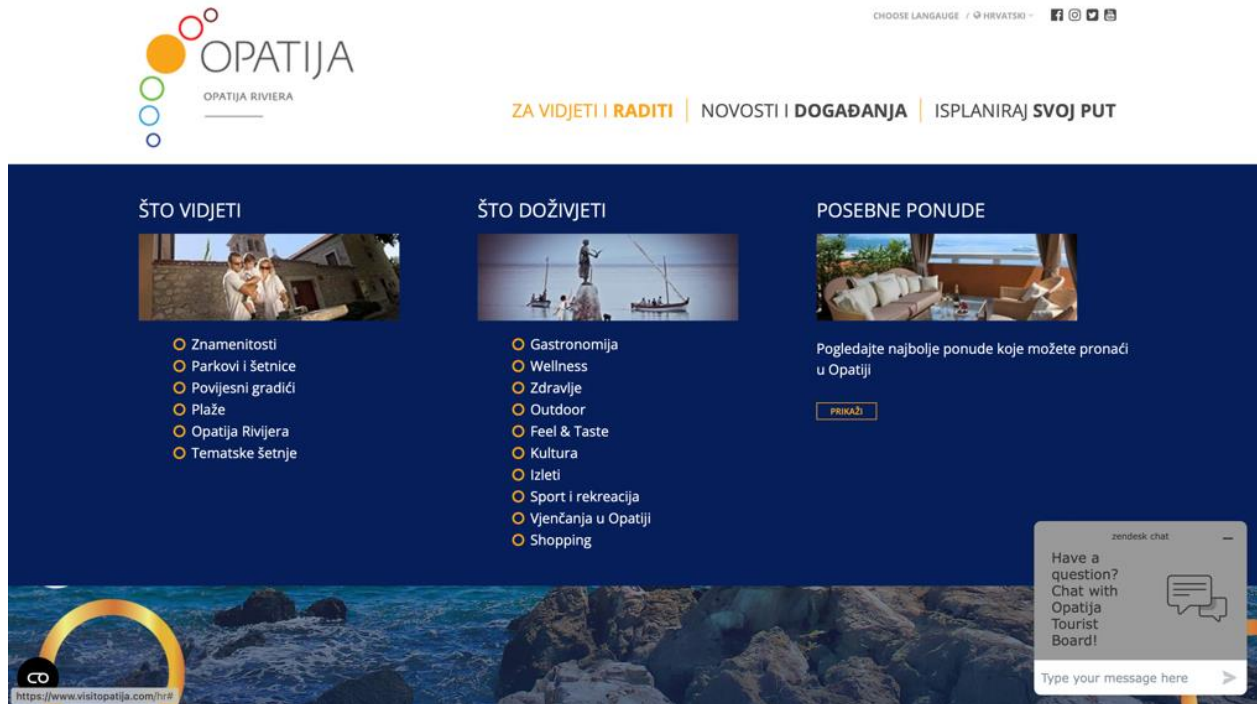 CHOOSE LANGAUGE / HRVATSKI
OPATIJA
OPATIJA RIVIERA
ZA VIDJETI I RADITI
NOVOSTI I DOGAĐANJA
ISPLANIRAJ SVOJ PUT
ŠTO VIDJETI
Znamenitosti
Parkovi i šetnice
Povijesni gradići
Plaže
Opatija Rivijera
Tematske šetnje
ŠTO DOŽIVJETI
Gastronomija
Wellness
Zdravlje
Outdoor
Feel & Taste
Kultura
Izleti
Sport i rekreacija
Vjenčanja u Opatiji
Shopping
POSEBNE PONUDE
Pogledajte najbolje ponude koje možete pronaći
u Opatiji
PRIKAŽI
zendesk chat
Have a
question?
Chat with
Opatija
Tourist
Board!
Type your message here
https://www.visitopatija.com/hr#